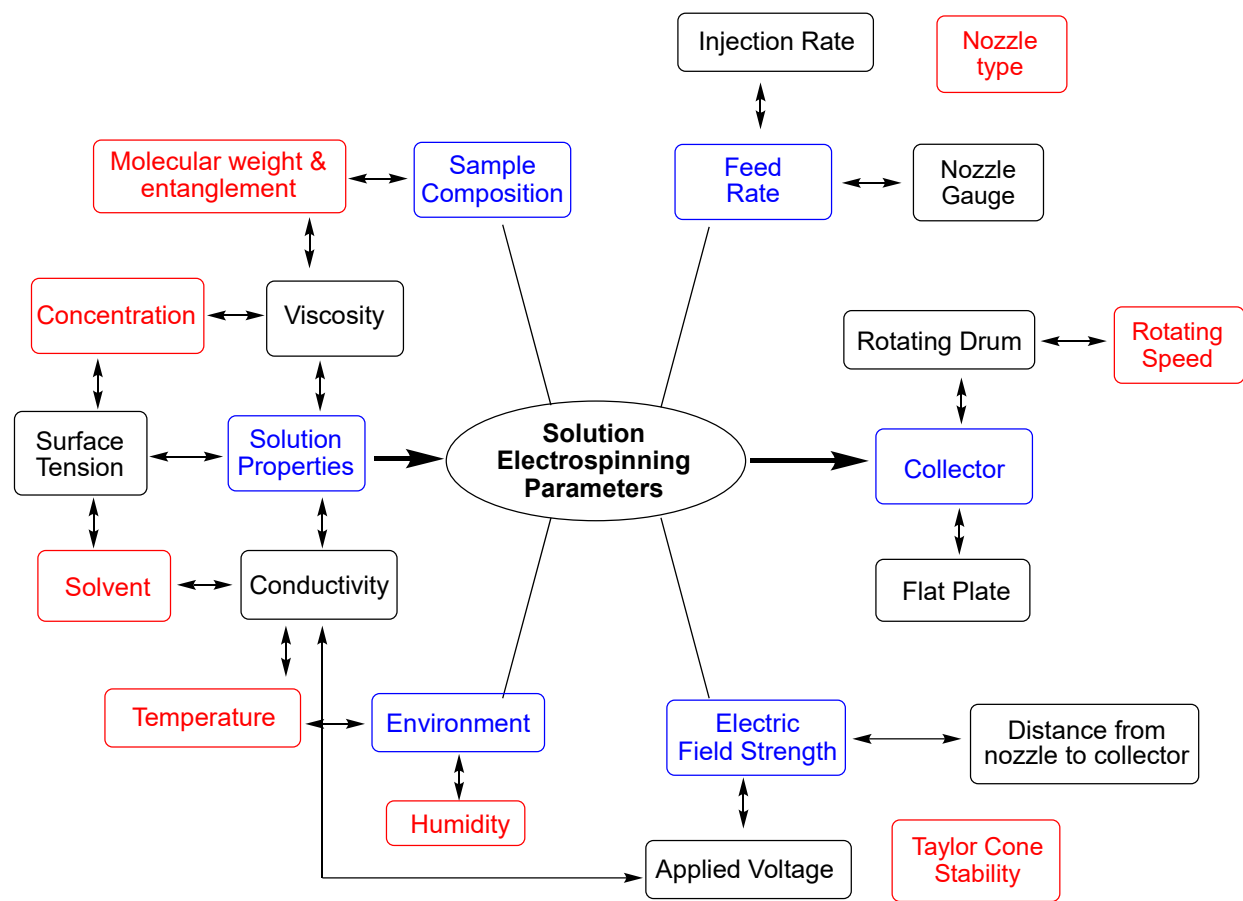 Injection Rate
Nozzle
type
Molecular weight &
entanglement
Sample
Composition
Feed
Rate
Nozzle
Gauge
Concentration
Viscosity
Rotating Drum
Rotating
Speed
Surface
Tension
Solution
Properties
Solution
Electrospinning
Parameters
Collector
Solvent
Conductivity
Flat Plate
Temperature
Environment
Electric
Field Strength
Distance from
nozzle to collector
Humidity
Applied Voltage
Taylor Cone
Stability